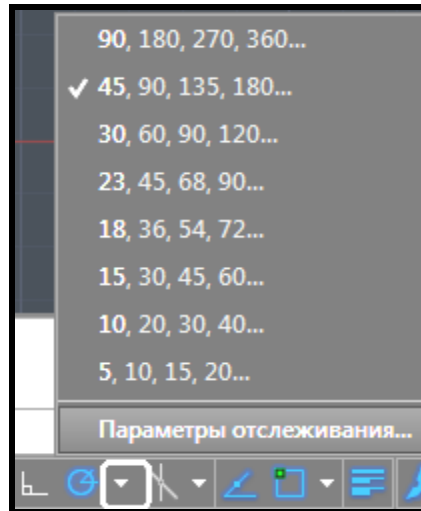 90, 180, 270, 360...
45, 90, 135, 180...
30, 60, 90, 120...
23, 45, 68, 90...
18, 36, 54, 72...
15, 30, 45, 60...
10, 20, 30, 40...
5, 10, 15, 20...
Параметры отслеживания...